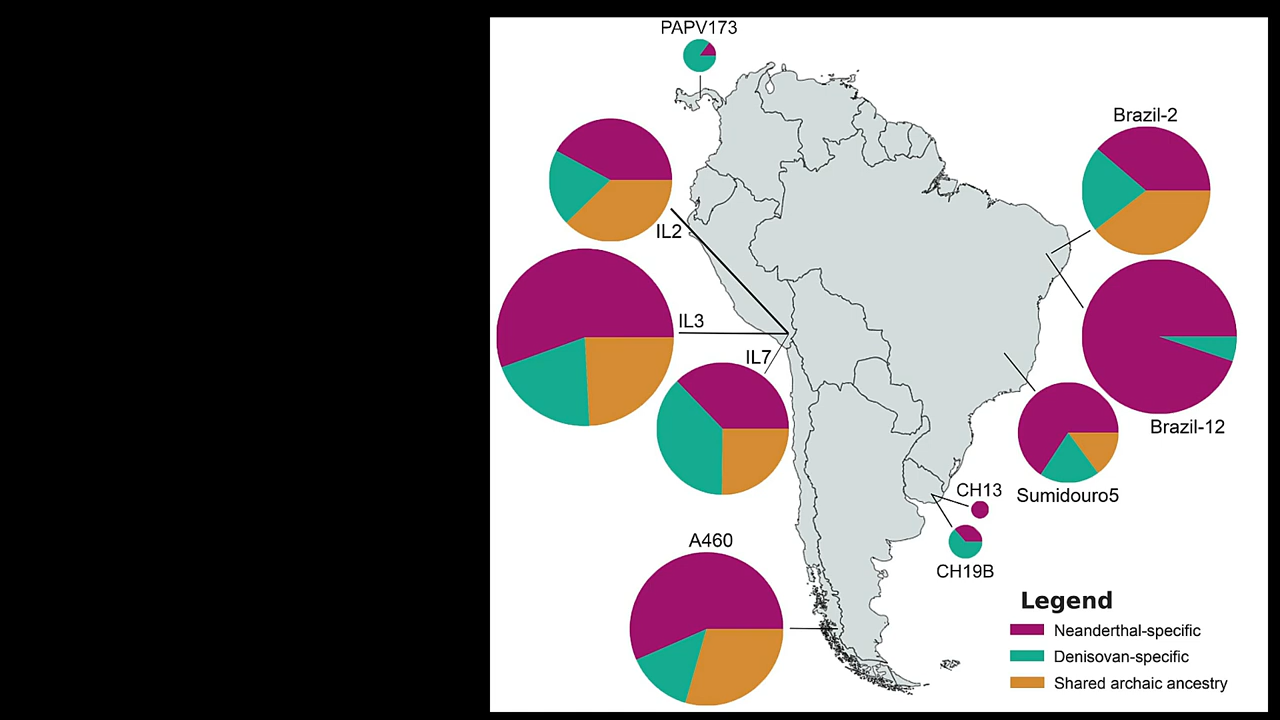 PAPV173
Brazil-2
IL2
IL3
IL7
Brazil-12
CH13
Sumidouro5
A460
CH19B
Legend
Neanderthal-specific
Denisovan-specific
Shared archaic ancestry